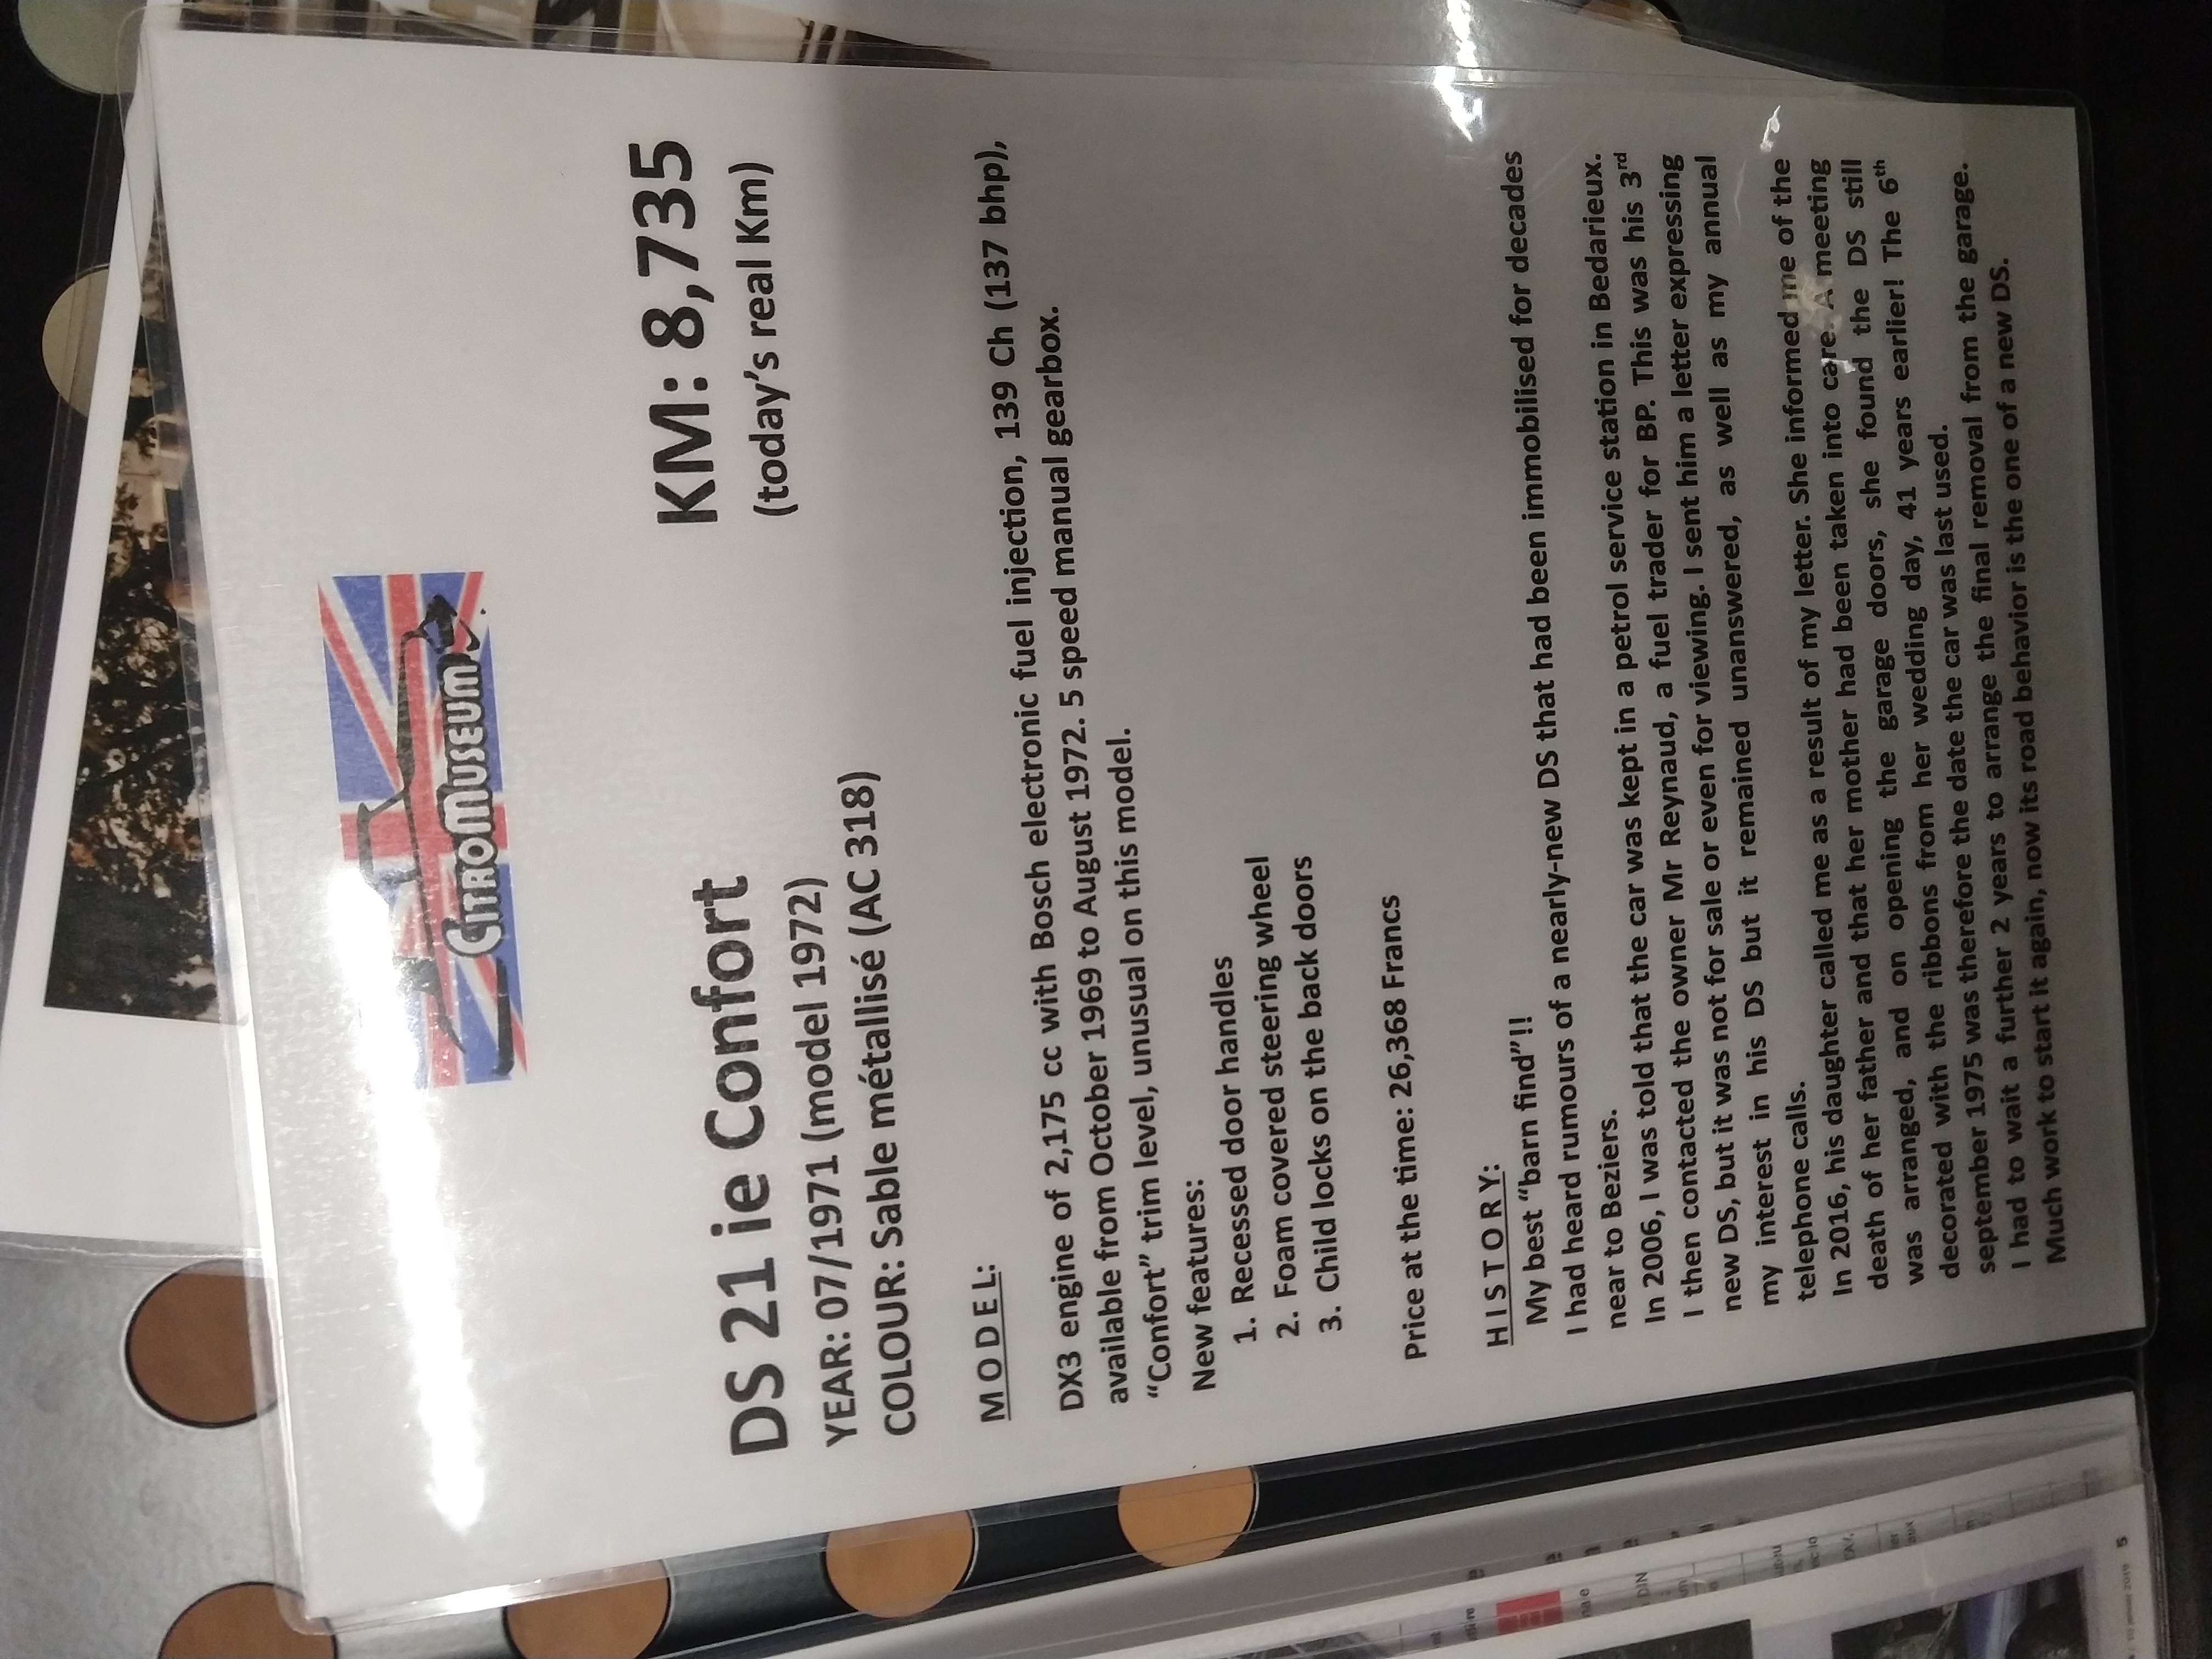 CITROMUSEUM
DS 21 ie Confort
KM: 8,735
YEAR: 07/1971 (model 1972)
(today's real Km)
COLOUR: Sable métallisé (AC 318)
MODEL:
DX3 engine of 2,175 cc with Bosch electronic fuel injection, 139 Ch (137 bhp),
available from October 1969 to August 1972. 5 speed manual gearbox.
“Confort” trim level, unusual on this model.
New features:
1. Recessed door handles
2. Foam covered steering wheel
3. Child locks on the back doors
Price at the time: 26,368 Francs
HISTORY:
My best “barn find”!!
I had heard rumours of a nearly-new DS that had been immobilised for decades
near to Beziers.
In 2006, I was told that the car was kept in a petrol service station in Bedarieux.
I then contacted the owner Mr Reynaud, a fuel trader for BP. This was his 3rd
new DS, but it was not for sale or even for viewing. I sent him a letter expressing
my interest in his DS but it remained unanswered, as well as my annual
telephone calls.
In 2016, his daughter called me as a result of my letter. She informed me of the
death of her father and that her mother had been taken into care. A meeting
was arranged, and on opening the garage doors, she found the DS still
decorated with the ribbons from her wedding day, 41 years earlier! The 6th
september 1975 was therefore the date the car was last used.
I had to wait a further 2 years to arrange the final removal from the garage.
Much work to start it again, now its road behavior is the one of a new DS.
DIN
5